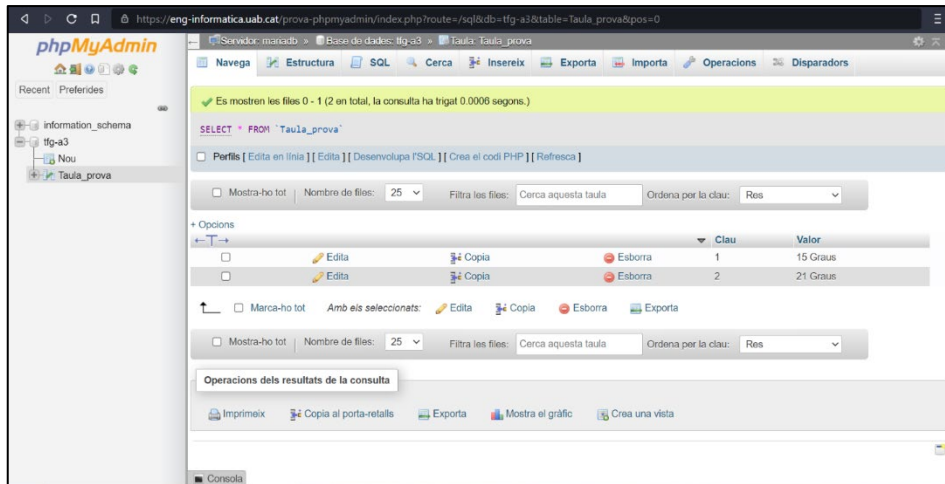 https://eng-informatica.uab.cat/prova-phpmyadmin/index.php?route=/sql&db=tfg-a3&table=Taula_prova&pos=0
phpMyAdmin
Recent Preferides
information_schema
tfg-a3
Nou
Taula_prova
Servidor: mariadb » Base de dades: tfg-a3 » Taula: Taula_prova
Navega Estructura SQL Cerca Insereix Exporta Importa Operacions Disparadors
Es mostren les files 0 - 1 (2 en total, la consulta ha trigat 0.0006 segons.)
SELECT * FROM `Taula_prova`
Perfils [ Edita en línia ] [ Edita ] [ Desenvolupa l'SQL ] [ Crea el codi PHP ] [ Refresca ]
Mostra-ho tot Nombre de files: 25 Filtra les files: Cerca aquesta taula Ordena per la clau: Res
+ Opcions
←T→ Clau Valor
Edita Copia Esborra 1 15 Graus
Edita Copia Esborra 2 21 Graus
Marca-ho tot Amb els seleccionats: Edita Copia Esborra Exporta
Mostra-ho tot Nombre de files: 25 Filtra les files: Cerca aquesta taula Ordena per la clau: Res
Operacions dels resultats de la consulta
Imprimeix Copia al porta-retalls Exporta Mostra el gràfic Crea una vista
Consola